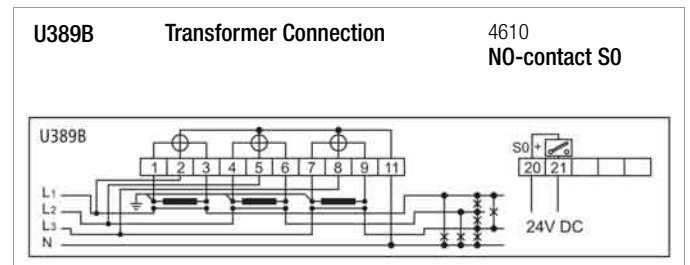 U389B Transformer Connection 4610
NO-contact S0
U389B
S0 +
1 2 3 4 5 6 7 8 9 11 20 21
L1
L2
L3
N
24V DC